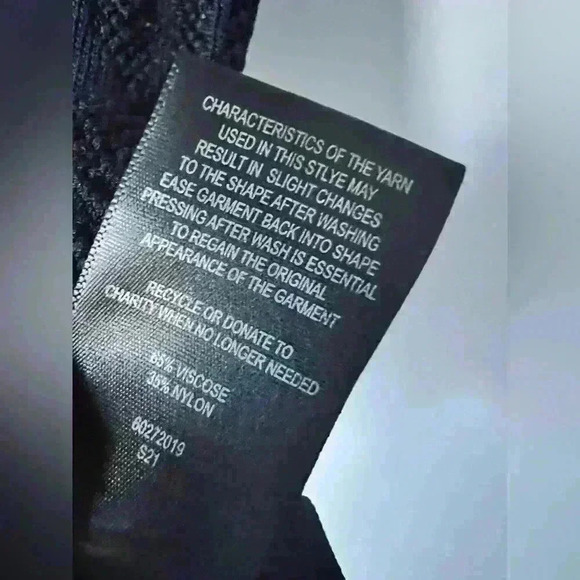 CHARACTERISTICS OF THE YARN
USED IN THIS STLYE MAY
RESULT IN SLIGHT CHANGES
TO THE SHAPE AFTER WASHING
EASE GARMENT BACK INTO SHAPE
PRESSING AFTER WASH IS ESSENTIAL
TO REGAIN THE ORIGINAL
APPEARANCE OF THE GARMENT
RECYCLE OR DONATE TO
CHARITY WHEN NO LONGER NEEDED
65% VISCOSE
35% NYLON
60272019
S21